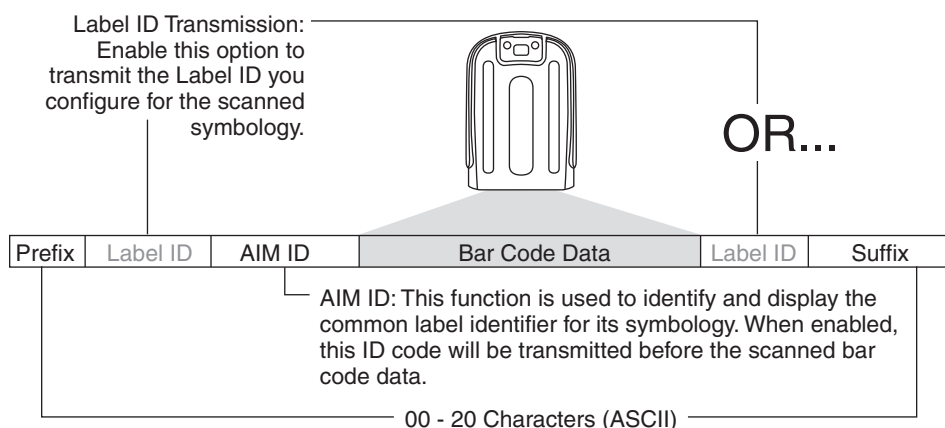 Label ID Transmission:
Enable this option to
transmit the Label ID you
configure for the scanned
symbology.
OR...
Prefix Label ID AIM ID Bar Code Data Label ID Suffix
AIM ID: This function is used to identify and display the
common label identifier for its symbology. When enabled,
this ID code will be transmitted before the scanned bar
code data.
00 - 20 Characters (ASCII)